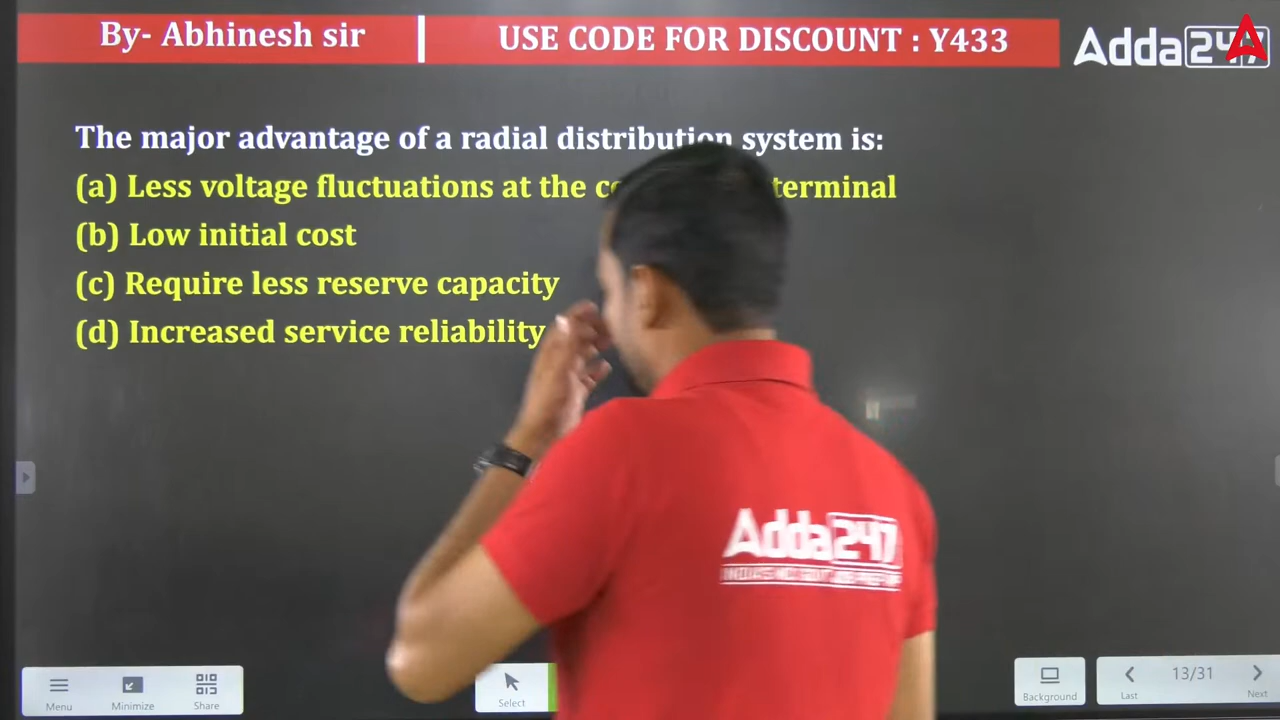 By- Abhinesh sir
USE CODE FOR DISCOUNT : Y433
Adda247
The major advantage of a radial distribution system is:
(a) Less voltage fluctuations at the terminal
(b) Low initial cost
(c) Require less reserve capacity
(d) Increased service reliability
Adda247
Menu
Minimize
Share
Select
Background
Last
13/31
Next